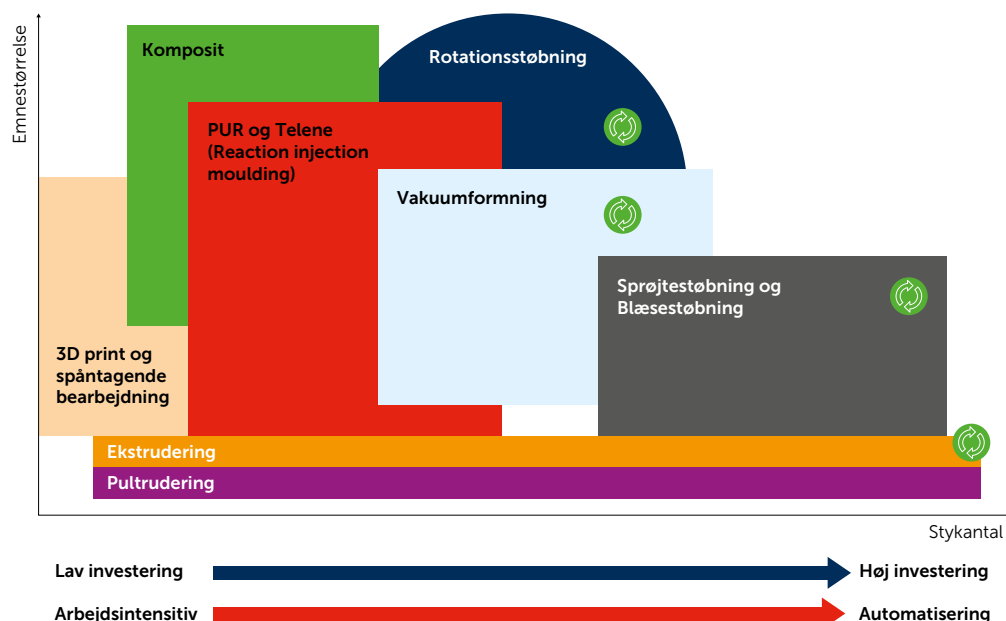 Emnestørrelse
Komposit
Rotationsstøbning
PUR og Telene
(Reaction injection
moulding)
Vakuumformning
Sprøjtestøbning og
Blæsestøbning
3D print og
spåntagende
bearbejdning
Ekstrudering
Pultrudering
Stykantal
Lav investering
Høj investering
Arbejdsintensitiv
Automatisering